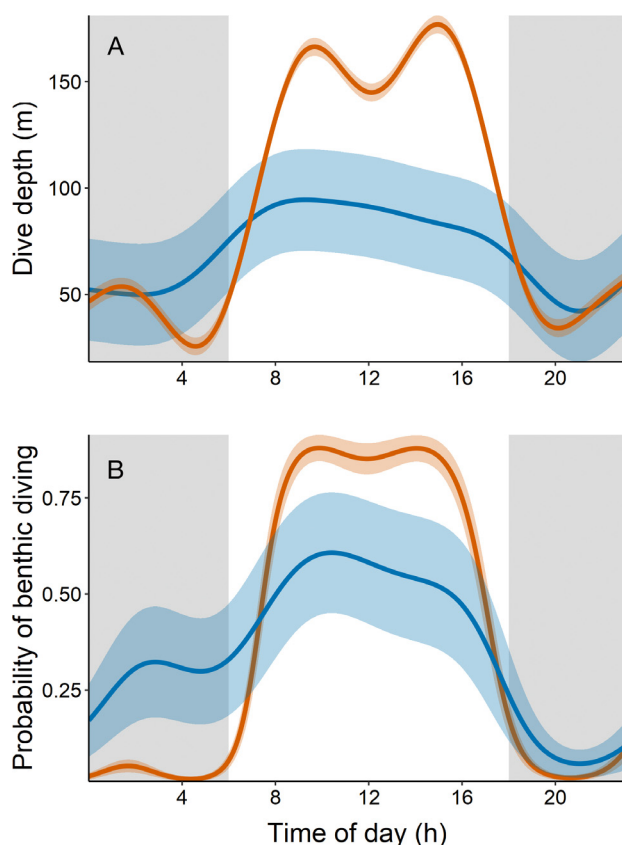 A
Dive depth (m)
150
100
50
4 8 12 16 20
B
Probability of benthic diving
0.75
0.50
0.25
4 8 12 16 20
Time of day (h)